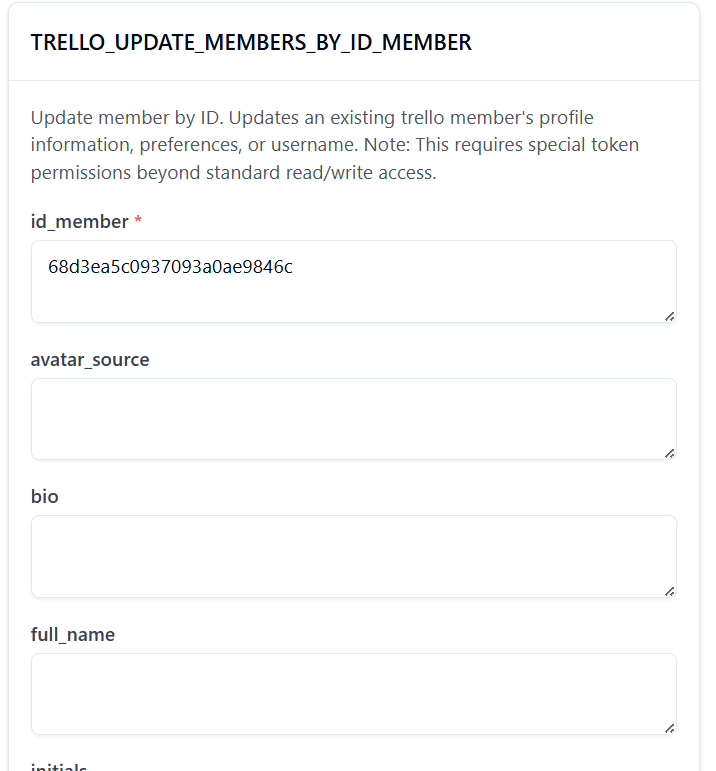 TRELLO_UPDATE_MEMBERS_BY_ID_MEMBER
Update member by ID. Updates an existing trello member's profile
information, preferences, or username. Note: This requires special token
permissions beyond standard read/write access.
id_member *
68d3ea5c0937093a0ae9846c
avatar_source
bio
full_name
initials